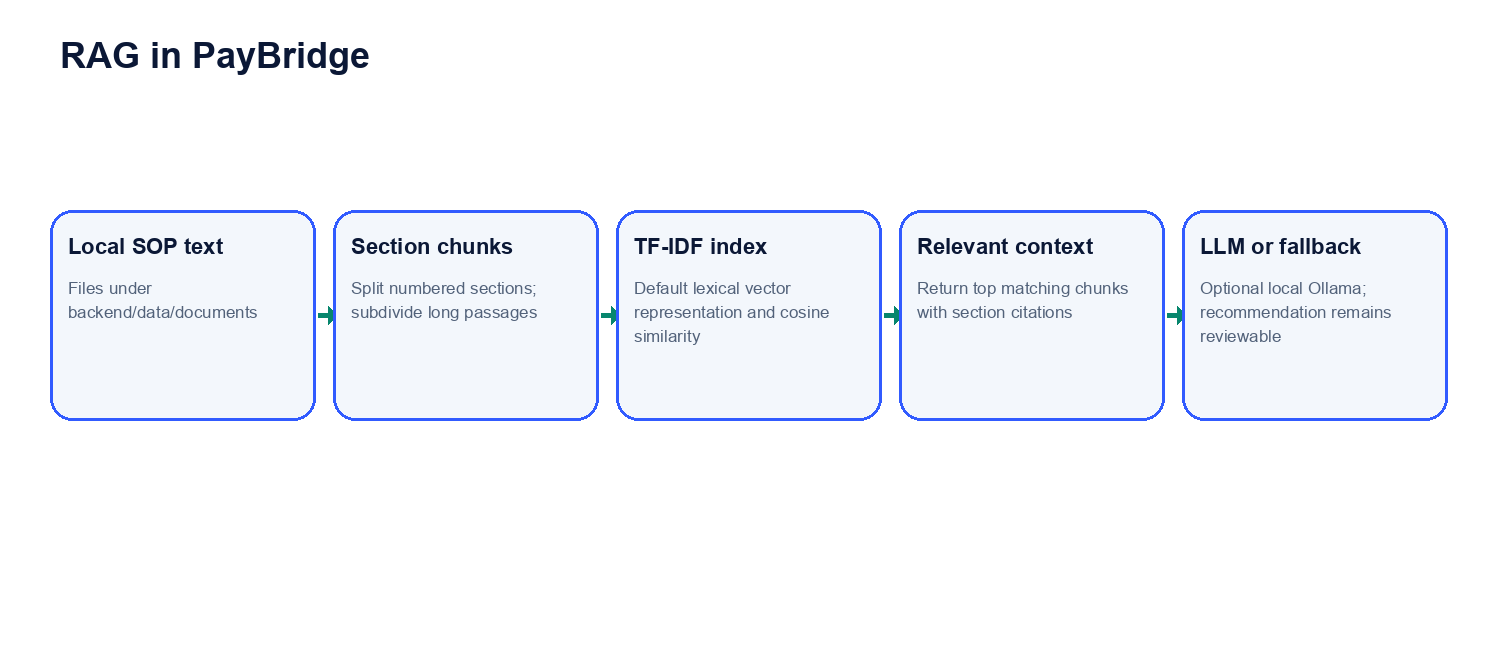 RAG in PayBridge
Local SOP text
Files under
backend/data/documents
Section chunks
Split numbered sections;
subdivide long passages
TF-IDF index
Default lexical vector
representation and cosine
similarity
Relevant context
Return top matching chunks
with section citations
LLM or fallback
Optional local Ollama;
recommendation remains
reviewable